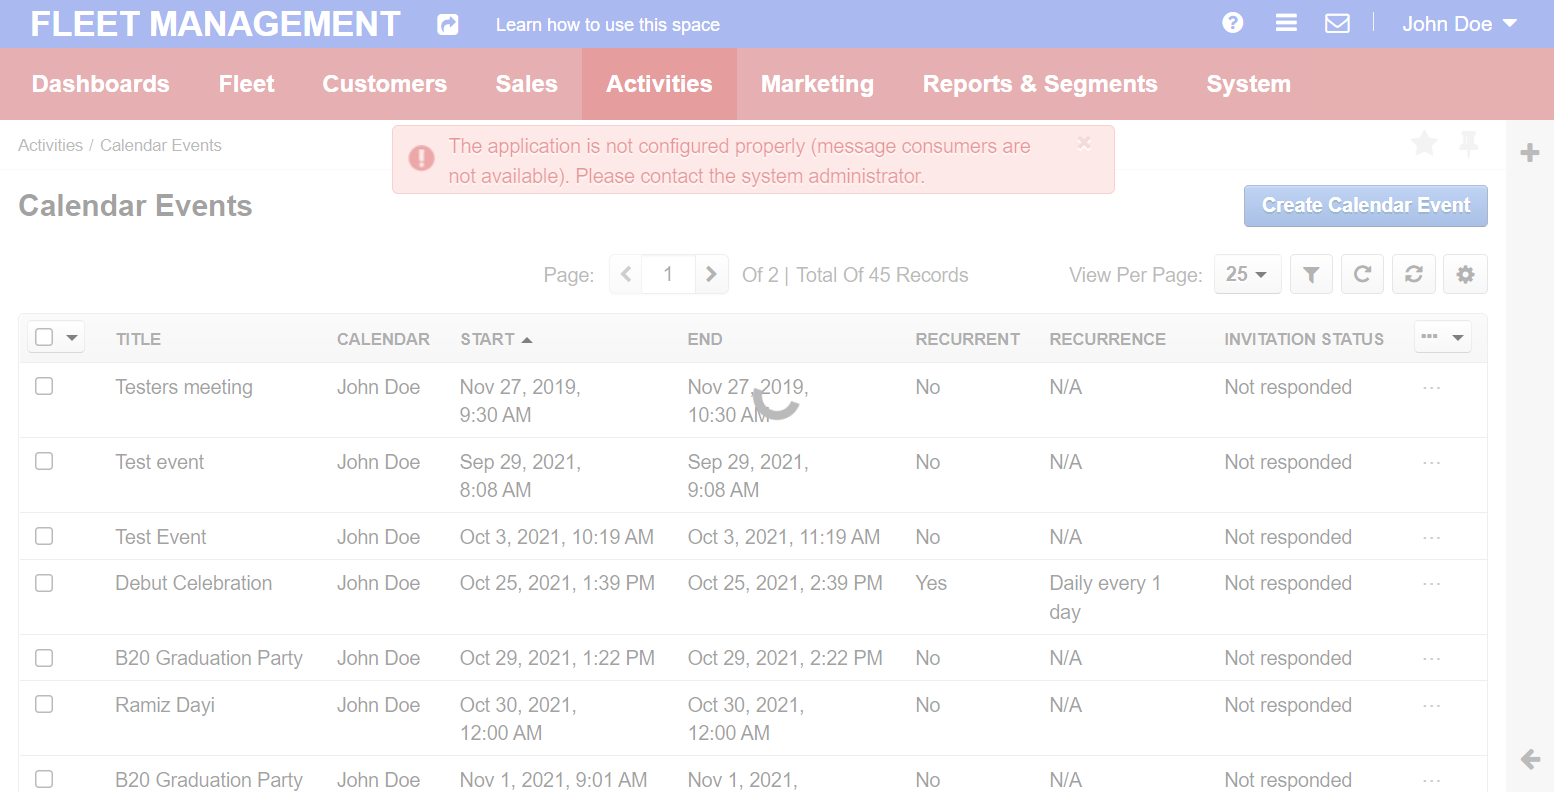 FLEET MANAGEMENT Learn how to use this space John Doe
Dashboards Fleet Customers Sales Activities Marketing Reports & Segments System
Activities / Calendar Events
The application is not configured properly (message consumers are
not available). Please contact the system administrator.
×
Calendar Events
Create Calendar Event
Page: 1 Of 2 | Total Of 45 Records View Per Page: 25
TITLE CALENDAR START END RECURRENT RECURRENCE INVITATION STATUS
Testers meeting John Doe Nov 27, 2019, Nov 27, 2019, No N/A Not responded ...
9:30 AM 10:30 AM
Test event John Doe Sep 29, 2021, Sep 29, 2021, No N/A Not responded ...
8:08 AM 9:08 AM
Test Event John Doe Oct 3, 2021, 10:19 AM Oct 3, 2021, 11:19 AM No N/A Not responded ...
Debut Celebration John Doe Oct 25, 2021, 1:39 PM Oct 25, 2021, 2:39 PM Yes Daily every 1 Not responded ...
day
B20 Graduation Party John Doe Oct 29, 2021, 1:22 PM Oct 29, 2021, 2:22 PM No N/A Not responded ...
Ramiz Dayi John Doe Oct 30, 2021, Oct 30, 2021, No N/A Not responded ...
12:00 AM 12:00 AM
B20 Graduation Party John Doe Nov 1, 2021, 9:01 AM Nov 1, 2021, No N/A Not responded ...